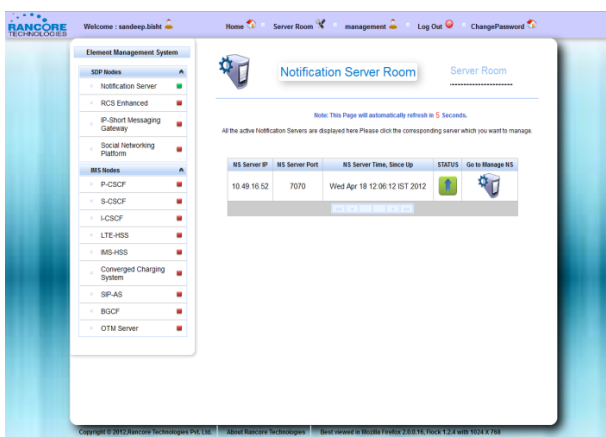 RANCORE
TECHNOLOGIES
Welcome : sandeep.bisht
Home
Server Room
management
Log Out
ChangePassword
Element Management System
SDP Nodes
Notification Server
RCS Enhanced
IP-Short Messaging
Gateway
Social Networking
Platform
IMS Nodes
P-CSCF
S-CSCF
I-CSCF
LTE-HSS
IMS-HSS
Converged Charging
System
SIP-AS
BGCF
OTM Server
Notification Server Room
Server Room
Note: This Page will automatically refresh in 5 Seconds.
All the active Notification Servers are displayed here.Please click the corresponding server which you want to manage.
NS Server IP NS Server Port NS Server Time, Since Up STATUS Go to Manage NS
10.49.16.52 7070 Wed Apr 18 12:06:12 IST 2012
Copyright © 2012,Rancore Technologies Pvt. Ltd. About Rancore Technologies Best viewed in Mozilla Firefox 2.0.0.16, Flock 1.2.4 with 1024 X 768